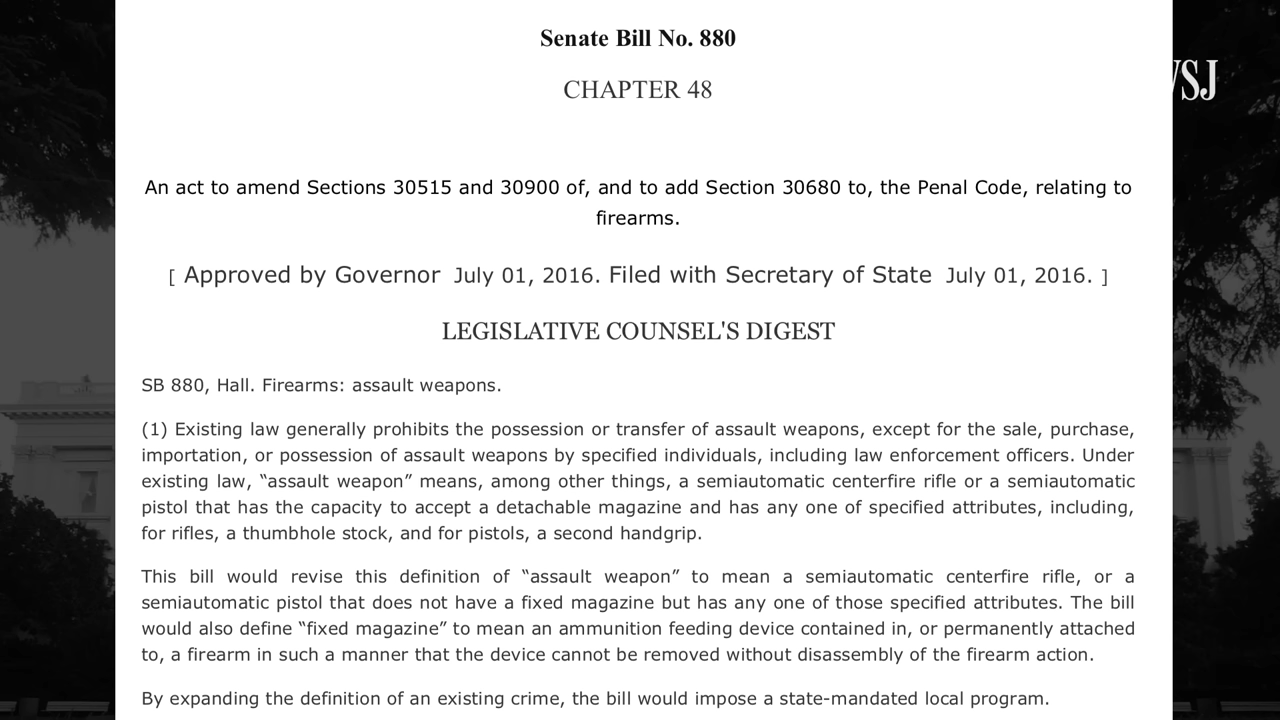 Senate Bill No. 880
CHAPTER 48
WSJ
An act to amend Sections 30515 and 30900 of, and to add Section 30680 to, the Penal Code, relating to
firearms.
[ Approved by Governor July 01, 2016. Filed with Secretary of State July 01, 2016. ]
LEGISLATIVE COUNSEL'S DIGEST
SB 880, Hall. Firearms: assault weapons.
(1) Existing law generally prohibits the possession or transfer of assault weapons, except for the sale, purchase,
importation, or possession of assault weapons by specified individuals, including law enforcement officers. Under
existing law, “assault weapon” means, among other things, a semiautomatic centerfire rifle or a semiautomatic
pistol that has the capacity to accept a detachable magazine and has any one of specified attributes, including,
for rifles, a thumbhole stock, and for pistols, a second handgrip.
This bill would revise this definition of “assault weapon” to mean a semiautomatic centerfire rifle, or a
semiautomatic pistol that does not have a fixed magazine but has any one of those specified attributes. The bill
would also define “fixed magazine” to mean an ammunition feeding device contained in, or permanently attached
to, a firearm in such a manner that the device cannot be removed without disassembly of the firearm action.
By expanding the definition of an existing crime, the bill would impose a state-mandated local program.